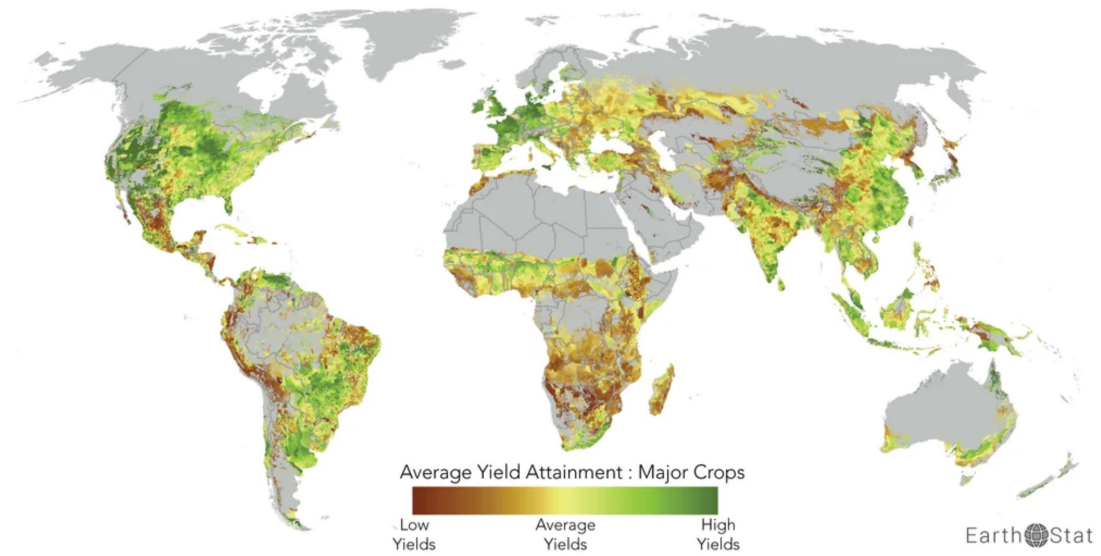 Average Yield Attainment : Major Crops
Low Yields
Average Yields
High Yields
EarthStat